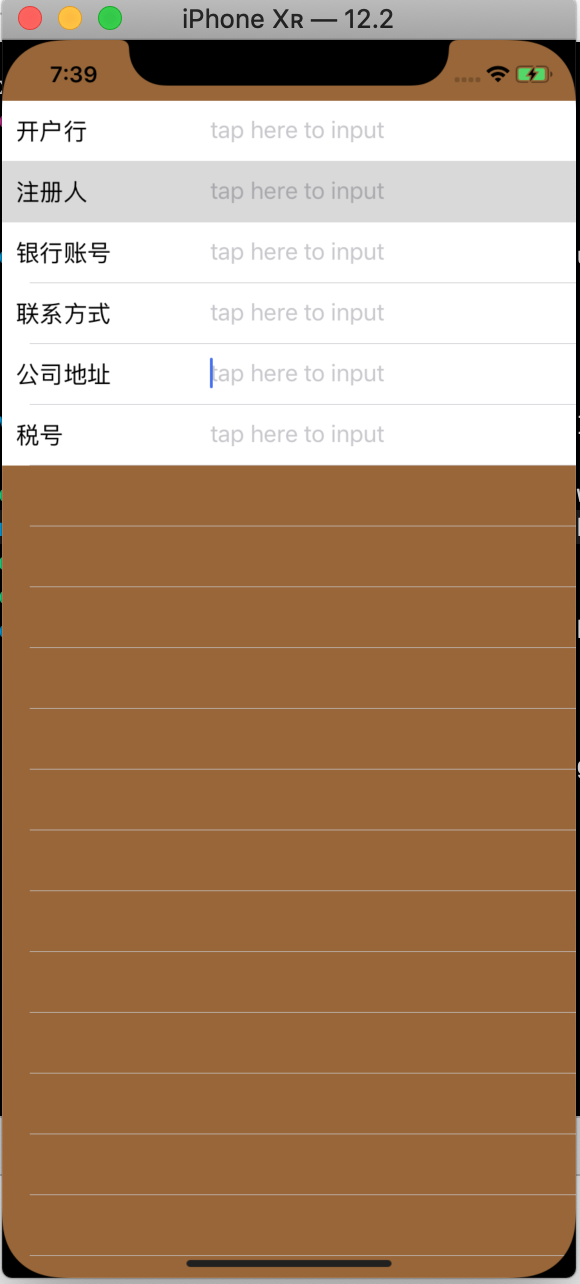 iPhone Xʀ — 12.2
7:39
开户行 tap here to input
注册人 tap here to input
银行账号 tap here to input
联系方式 tap here to input
公司地址 tap here to input
税号 tap here to input